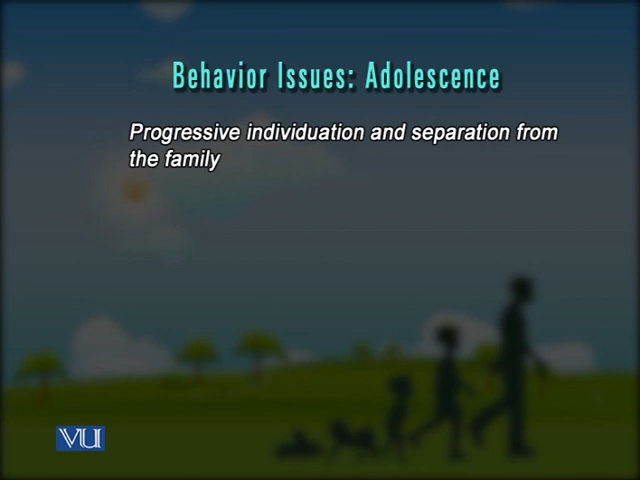 Behavior Issues: Adolescence
Progressive individuation and separation from
the family
VU